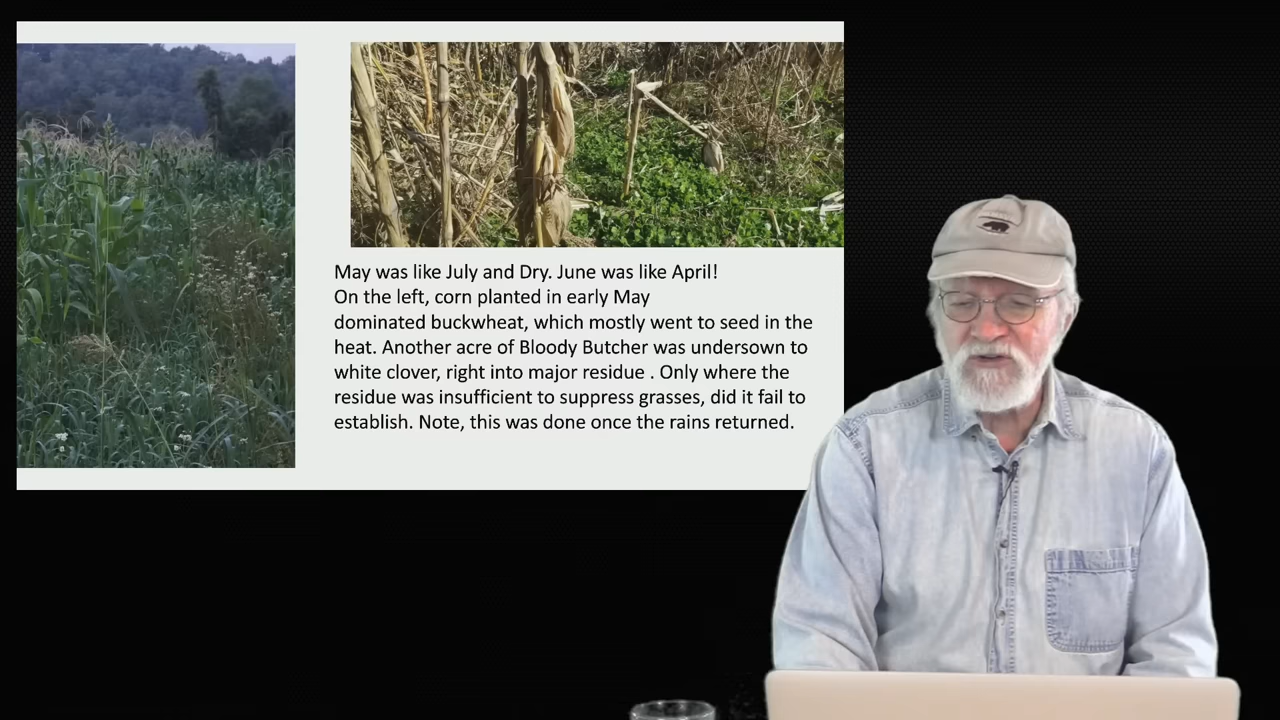 May was like July and Dry. June was like April!
On the left, corn planted in early May
dominated buckwheat, which mostly went to seed in the
heat. Another acre of Bloody Butcher was undersown to
white clover, right into major residue . Only where the
residue was insufficient to suppress grasses, did it fail to
establish. Note, this was done once the rains returned.